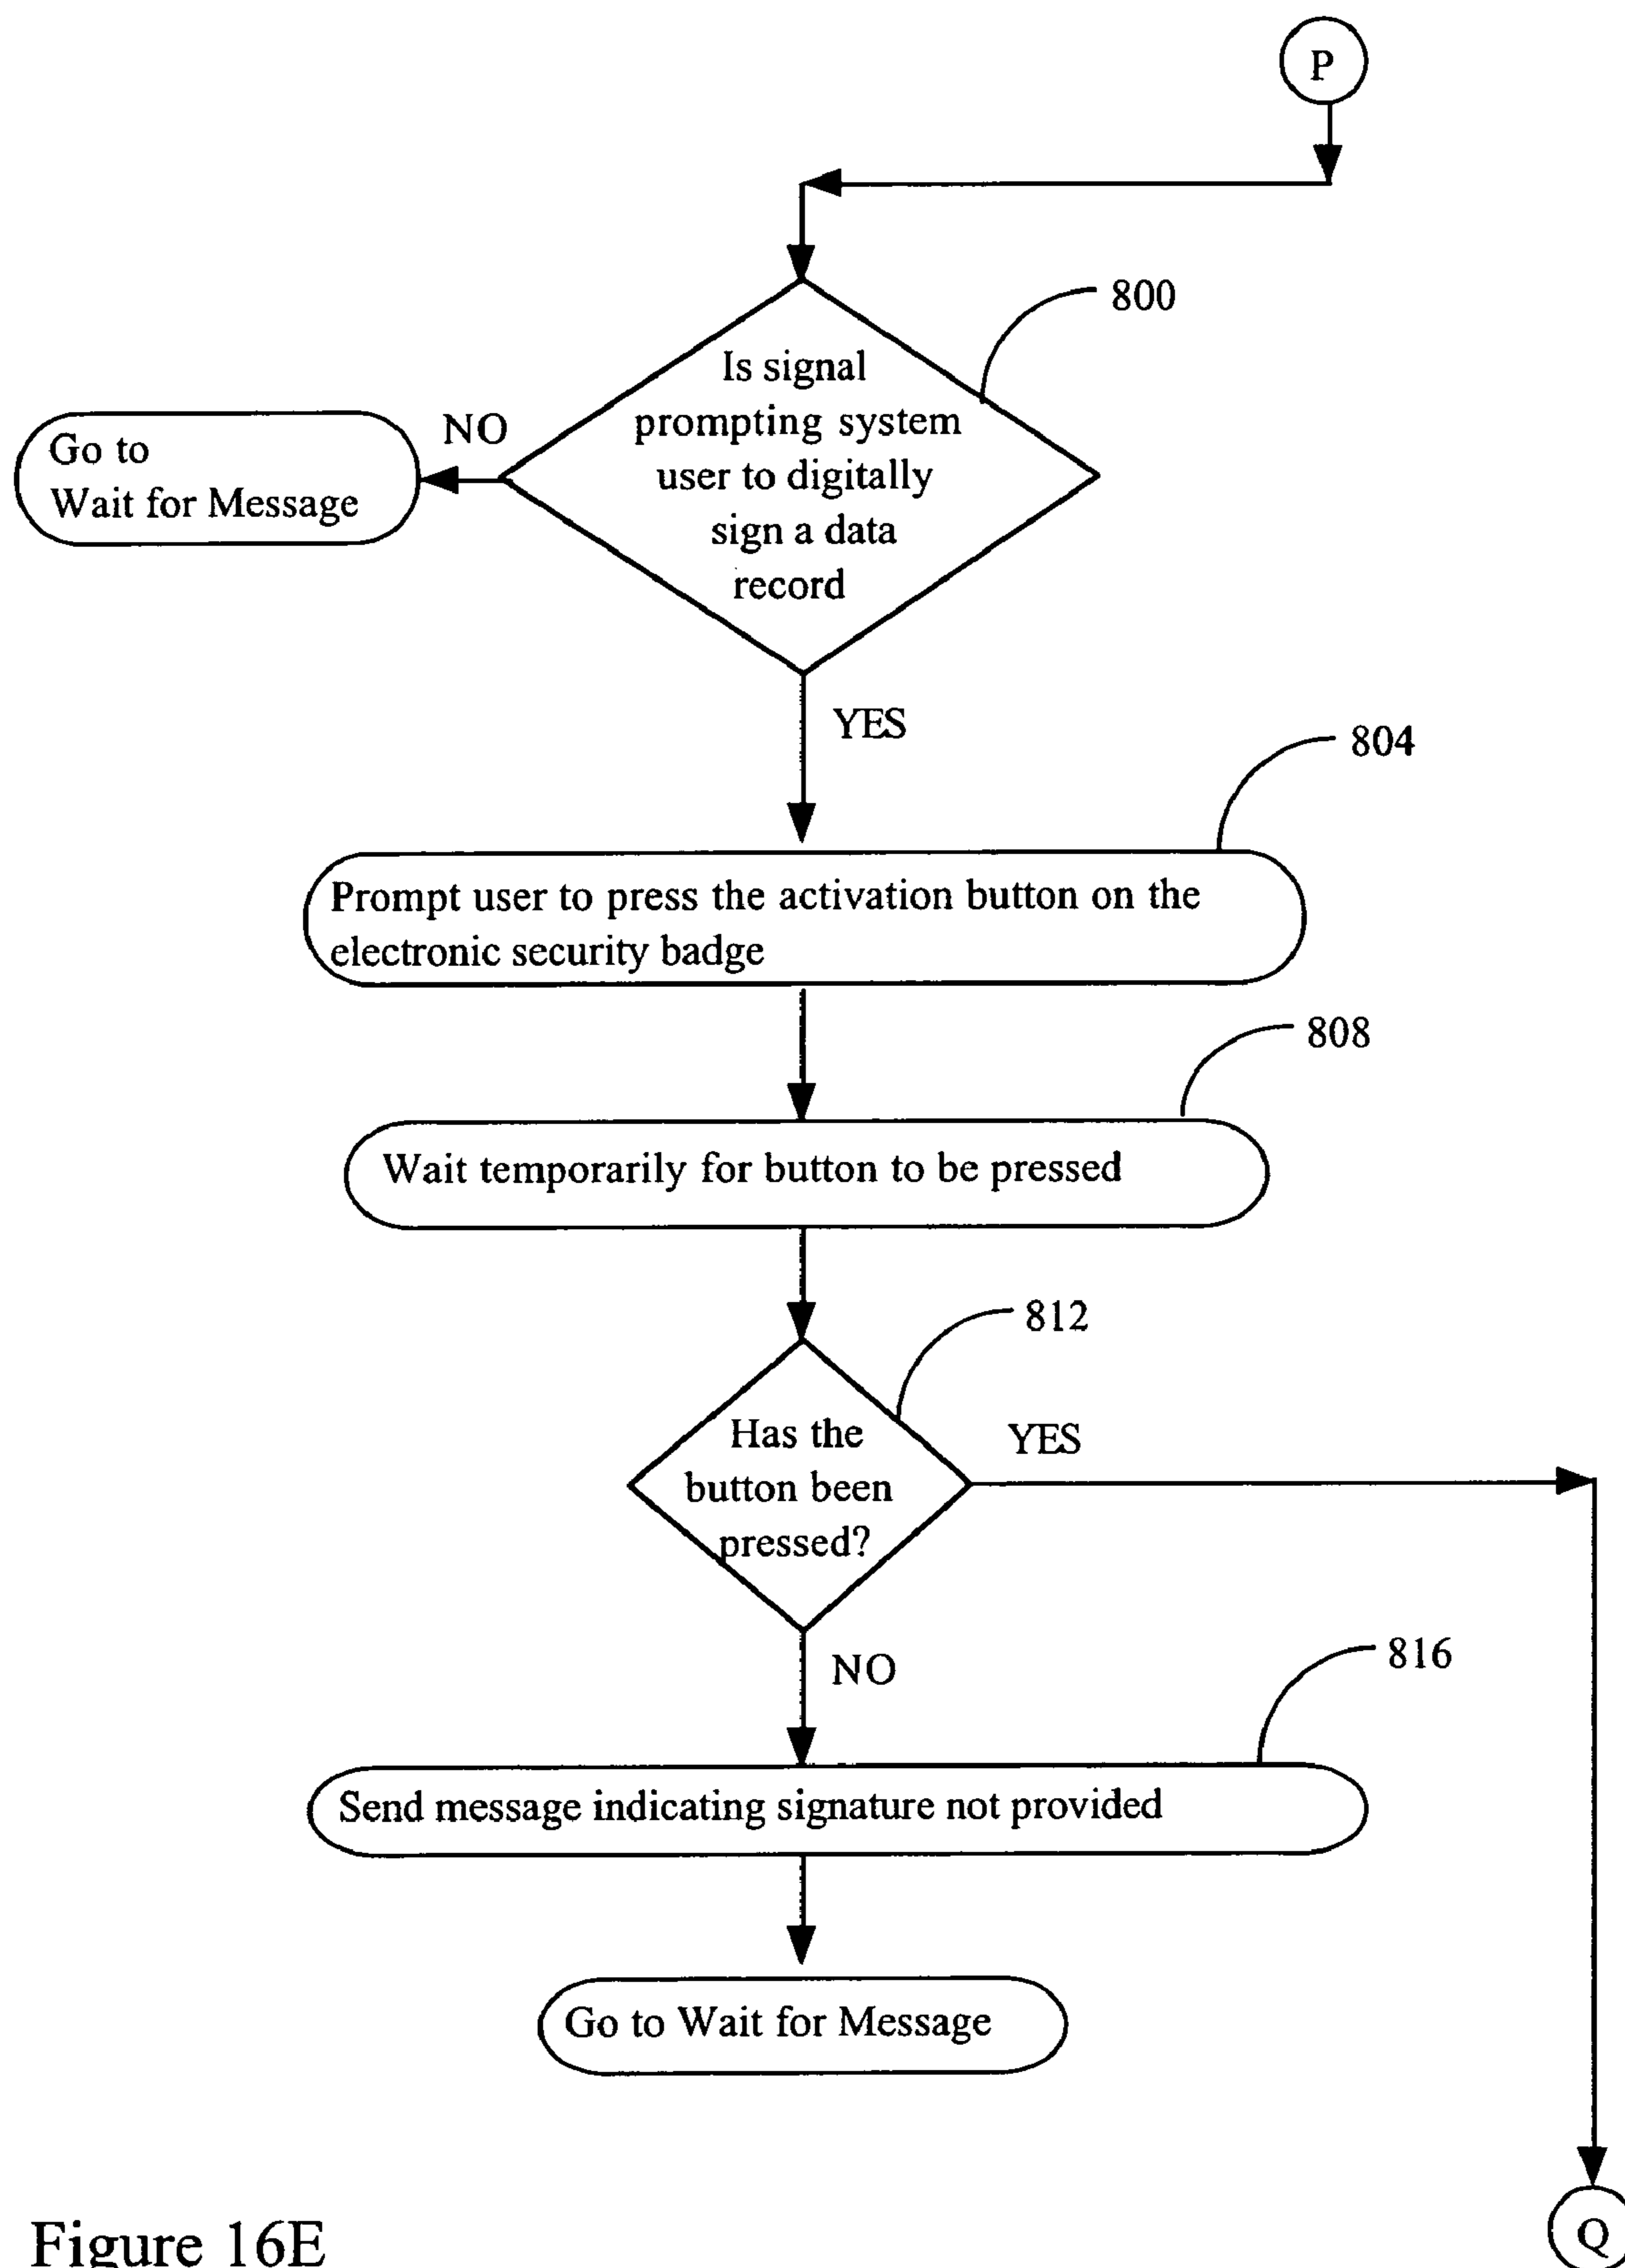 P
800
Is signal
prompting system
user to digitally
sign a data
record
NO
Go to
Wait for Message
YES
804
Prompt user to press the activation button on the
electronic security badge
808
Wait temporarily for button to be pressed
812
Has the
button been
pressed?
YES
NO
816
Send message indicating signature not provided
Go to Wait for Message
Q
Figure 16E